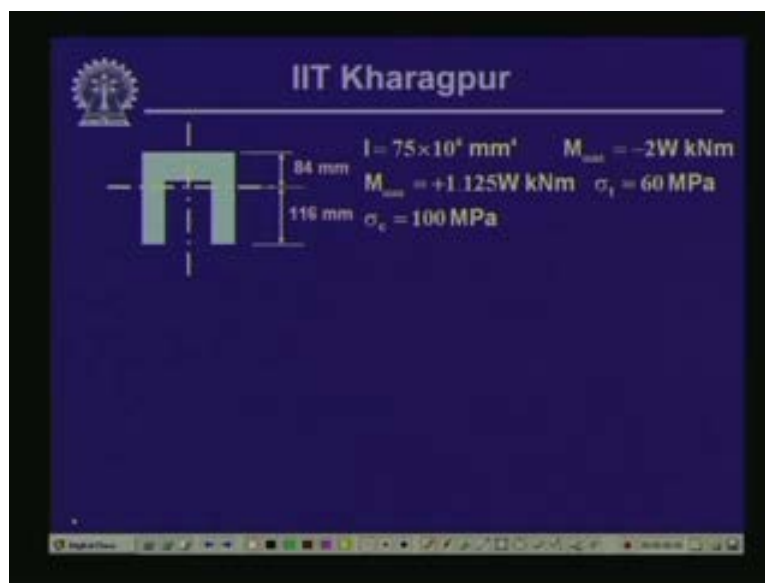 IIT Kharagpur
I = 75×10⁶ mm⁴ M = −2W kNm
84 mm
M = +1.125W kNm σt = 60 MPa
116 mm
σc = 100 MPa